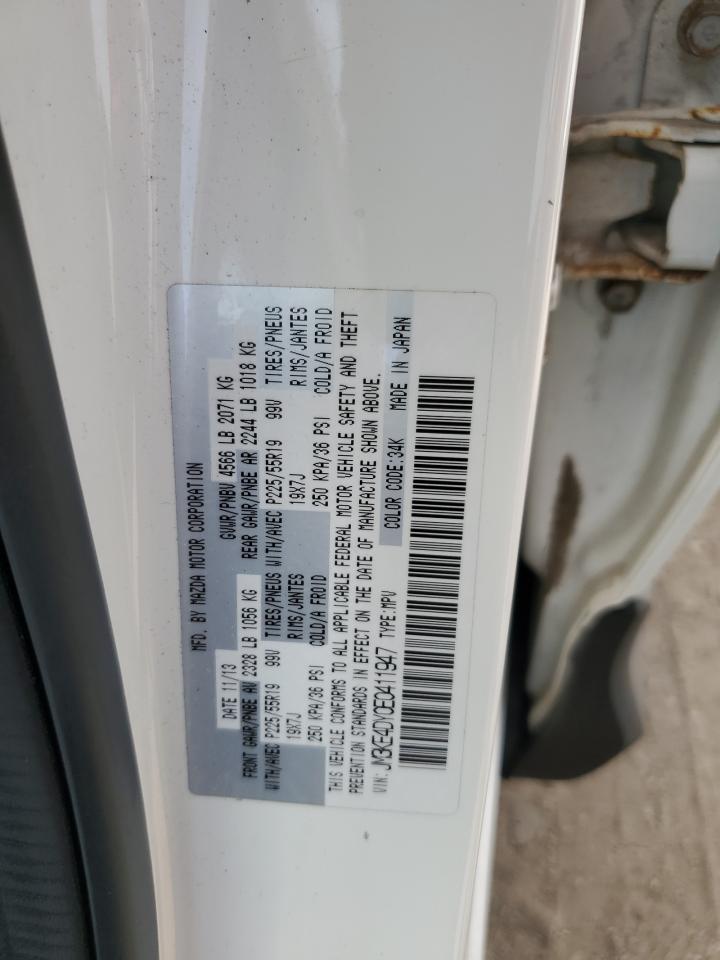 MFD. BY MAZDA MOTOR CORPORATION
DATE 11/13 GVWR/PNBV 4566 LB 2071 KG
FRONT GAWR/PNBE AV 2328 LB 1056 KG REAR GAWR/PNBE AR 2244 LB 1018 KG
WITH/AVEC P225/55R19 99V TIRES/PNEUS WITH/AVEC P225/55R19 99V TIRES/PNEUS
19X7J RIMS/JANTES 19X7J RIMS/JANTES
250 KPA/36 PSI COLD/A FROID 250 KPA/36 PSI COLD/A FROID
THIS VEHICLE CONFORMS TO ALL APPLICABLE FEDERAL MOTOR VEHICLE SAFETY AND THEFT
PREVENTION STANDARDS IN EFFECT ON THE DATE OF MANUFACTURE SHOWN ABOVE.
VIN: JM3KE4DY0E0411947 TYPE:MPV COLOR CODE:34K MADE IN JAPAN